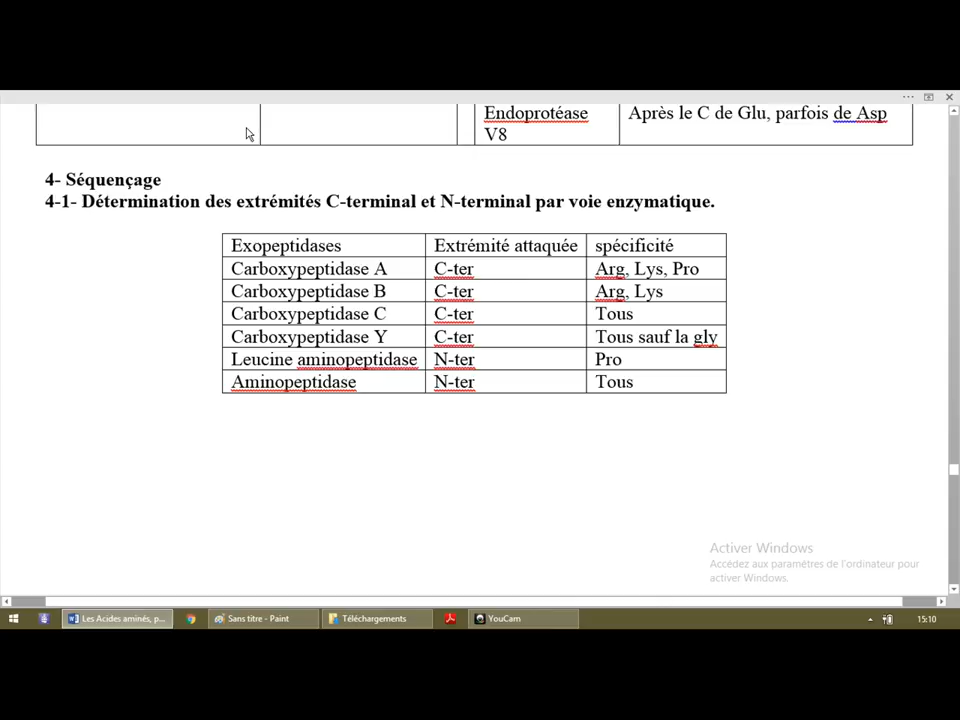 Endoprotéase Après le C de Glu, parfois de Asp
V8
4- Séquençage
4-1- Détermination des extrémités C-terminal et N-terminal par voie enzymatique.
Exopeptidases Extrémité attaquée spécificité
Carboxypeptidase A C-ter Arg, Lys, Pro
Carboxypeptidase B C-ter Arg, Lys
Carboxypeptidase C C-ter Tous
Carboxypeptidase Y C-ter Tous sauf la gly
Leucine aminopeptidase N-ter Pro
Aminopeptidase N-ter Tous
Activer Windows
Accédez aux paramètres de l'ordinateur pour
activer Windows.
Les Acides aminés, p... Sans titre - Paint Téléchargements YouCam 15:10